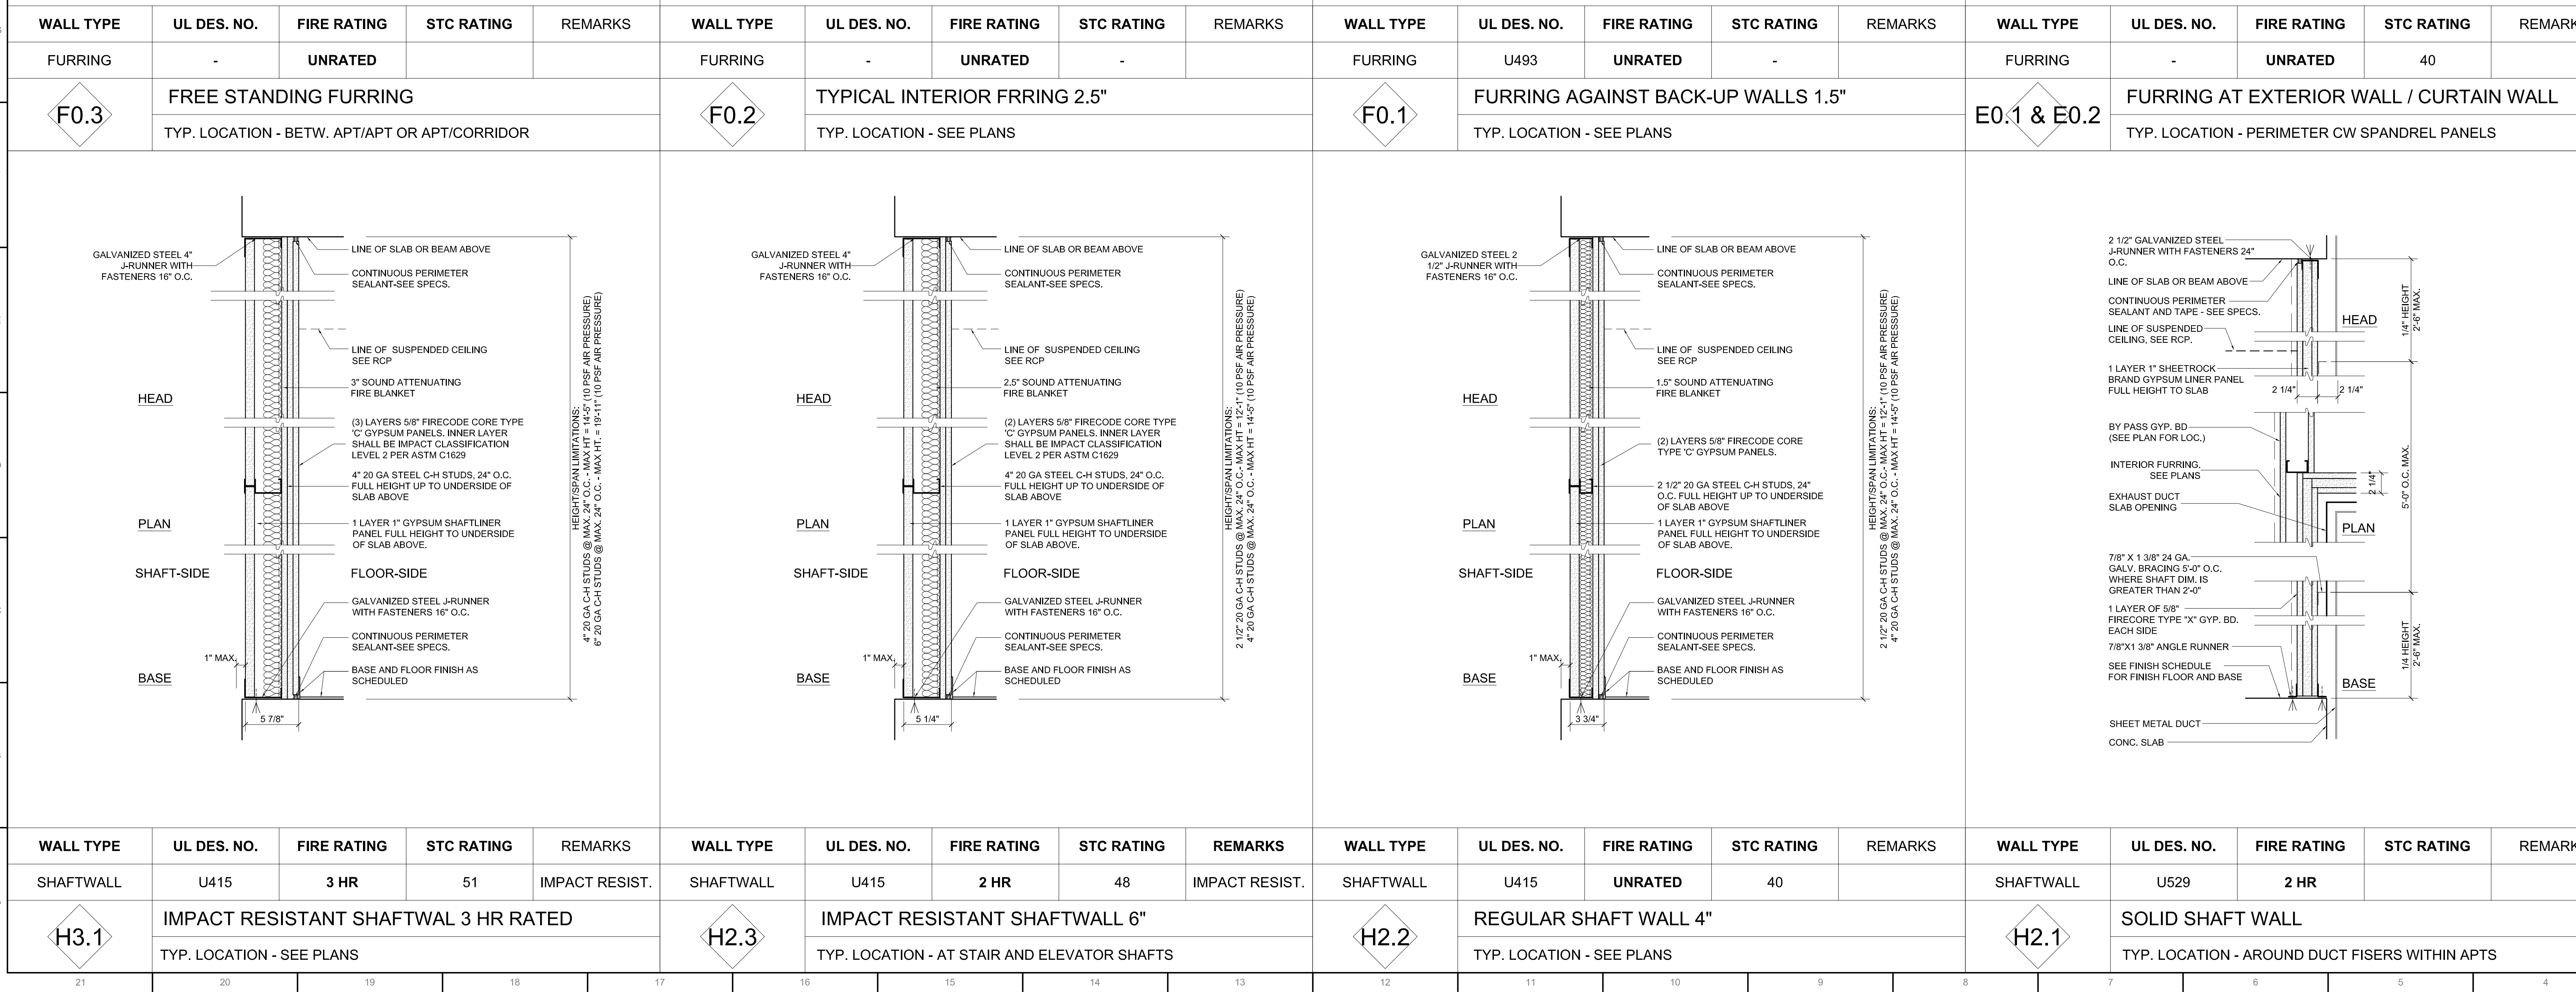 WALL TYPE UL DES. NO. FIRE RATING STC RATING REMARKS
FURRING - UNRATED
F0.3
FREE STANDING FURRING
TYP. LOCATION - BETW. APT/APT OR APT/CORRIDOR
WALL TYPE UL DES. NO. FIRE RATING STC RATING REMARKS
FURRING - UNRATED -
F0.2
TYPICAL INTERIOR FRRING 2.5"
TYP. LOCATION - SEE PLANS
WALL TYPE UL DES. NO. FIRE RATING STC RATING REMARKS
FURRING U493 UNRATED -
F0.1
FURRING AGAINST BACK-UP WALLS 1.5"
TYP. LOCATION - SEE PLANS
WALL TYPE UL DES. NO. FIRE RATING STC RATING
FURRING - UNRATED 40
E0.1 & E0.2
FURRING AT EXTERIOR WALL / CURTAIN WALL
TYP. LOCATION - PERIMETER CW SPANDREL PANELS
GALVANIZED STEEL 4"
J-RUNNER WITH
FASTENERS 16" O.C.
LINE OF SLAB OR BEAM ABOVE
CONTINUOUS PERIMETER
SEALANT-SEE SPECS.
LINE OF SUSPENDED CEILING
SEE RCP
3" SOUND ATTENUATING
FIRE BLANKET
HEAD
(3) LAYERS 5/8" FIRECODE CORE TYPE
'C' GYPSUM PANELS. INNER LAYER
SHALL BE IMPACT CLASSIFICATION
LEVEL 2 PER ASTM C1629
4" 20 GA STEEL C-H STUDS, 24" O.C.
FULL HEIGHT UP TO UNDERSIDE OF
SLAB ABOVE
PLAN
1 LAYER 1" GYPSUM SHAFTLINER
PANEL FULL HEIGHT TO UNDERSIDE
OF SLAB ABOVE.
SHAFT-SIDE FLOOR-SIDE
GALVANIZED STEEL J-RUNNER
WITH FASTENERS 16" O.C.
CONTINUOUS PERIMETER
SEALANT-SEE SPECS.
1" MAX.
BASE AND FLOOR FINISH AS
SCHEDULED
BASE
5 7/8"
HEIGHT/SPAN LIMITATIONS:
4" 20 GA C-H STUDS @ MAX. 24" O.C. - MAX HT = 14'-5" (10 PSF AIR PRESSURE)
6" 20 GA C-H STUDS @ MAX. 24" O.C. - MAX HT. = 19'-11" (10 PSF AIR PRESSURE)
GALVANIZED STEEL 4"
J-RUNNER WITH
FASTENERS 16" O.C.
LINE OF SLAB OR BEAM ABOVE
CONTINUOUS PERIMETER
SEALANT-SEE SPECS.
LINE OF SUSPENDED CEILING
SEE RCP
2.5" SOUND ATTENUATING
FIRE BLANKET
HEAD
(2) LAYERS 5/8" FIRECODE CORE TYPE
'C' GYPSUM PANELS. INNER LAYER
SHALL BE IMPACT CLASSIFICATION
LEVEL 2 PER ASTM C1629
4" 20 GA STEEL C-H STUDS, 24" O.C.
FULL HEIGHT UP TO UNDERSIDE OF
SLAB ABOVE
PLAN
1 LAYER 1" GYPSUM SHAFTLINER
PANEL FULL HEIGHT TO UNDERSIDE
OF SLAB ABOVE.
SHAFT-SIDE FLOOR-SIDE
GALVANIZED STEEL J-RUNNER
WITH FASTENERS 16" O.C.
CONTINUOUS PERIMETER
SEALANT-SEE SPECS.
1" MAX.
BASE AND FLOOR FINISH AS
SCHEDULED
BASE
5 1/4"
HEIGHT/SPAN LIMITATIONS:
2 1/2" 20 GA C-H STUDS @ MAX. 24" O.C.- MAX HT = 12'-1" (10 PSF AIR PRESSURE)
4" 20 GA C-H STUDS @ MAX. 24" O.C. - MAX HT = 14'-5" (10 PSF AIR PRESSURE)
GALVANIZED STEEL 2
1/2" J-RUNNER WITH
FASTENERS 16" O.C.
LINE OF SLAB OR BEAM ABOVE
CONTINUOUS PERIMETER
SEALANT-SEE SPECS.
LINE OF SUSPENDED CEILING
SEE RCP
1.5" SOUND ATTENUATING
FIRE BLANKET
HEAD
(2) LAYERS 5/8" FIRECODE CORE
TYPE 'C' GYPSUM PANELS.
2 1/2" 20 GA STEEL C-H STUDS, 24"
O.C. FULL HEIGHT UP TO UNDERSIDE
OF SLAB ABOVE
PLAN
1 LAYER 1" GYPSUM SHAFTLINER
PANEL FULL HEIGHT TO UNDERSIDE
OF SLAB ABOVE.
SHAFT-SIDE FLOOR-SIDE
GALVANIZED STEEL J-RUNNER
WITH FASTENERS 16" O.C.
CONTINUOUS PERIMETER
SEALANT-SEE SPECS.
1" MAX.
BASE AND FLOOR FINISH AS
SCHEDULED
BASE
3 3/4"
HEIGHT/SPAN LIMITATIONS:
2 1/2" 20 GA C-H STUDS @ MAX. 24" O.C.- MAX HT = 12'-1" (10 PSF AIR PRESSURE)
4" 20 GA C-H STUDS @ MAX. 24" O.C. - MAX HT = 14'-5" (10 PSF AIR PRESSURE)
2 1/2" GALVANIZED STEEL
J-RUNNER WITH FASTENERS 24"
O.C.
LINE OF SLAB OR BEAM ABOVE
CONTINUOUS PERIMETER
SEALANT AND TAPE - SEE SPECS.
HEAD
LINE OF SUSPENDED
CEILING, SEE RCP.
1/4" HEIGHT
2'-6" MAX.
1 LAYER 1" SHEETROCK
BRAND GYPSUM LINER PANEL
FULL HEIGHT TO SLAB
2 1/4" 2 1/4"
BY PASS GYP. BD
(SEE PLAN FOR LOC.)
INTERIOR FURRING.
SEE PLANS
2 1/4"
5'-0" O.C. MAX.
EXHAUST DUCT
SLAB OPENING
PLAN
7/8" X 1 3/8" 24 GA.
GALV. BRACING 5'-0" O.C.
WHERE SHAFT DIM. IS
GREATER THAN 2'-0"
1 LAYER OF 5/8"
FIRECORE TYPE "X" GYP. BD.
EACH SIDE
7/8"X1 3/8" ANGLE RUNNER
1/4 HEIGHT
2'-6" MAX.
SEE FINISH SCHEDULE
FOR FINISH FLOOR AND BASE
BASE
SHEET METAL DUCT
CONC. SLAB
WALL TYPE UL DES. NO. FIRE RATING STC RATING REMARKS
SHAFTWALL U415 3 HR 51 IMPACT RESIST.
H3.1
IMPACT RESISTANT SHAFTWAL 3 HR RATED
TYP. LOCATION - SEE PLANS
WALL TYPE UL DES. NO. FIRE RATING STC RATING REMARKS
SHAFTWALL U415 2 HR 48 IMPACT RESIST.
H2.3
IMPACT RESISTANT SHAFTWALL 6"
TYP. LOCATION - AT STAIR AND ELEVATOR SHAFTS
WALL TYPE UL DES. NO. FIRE RATING STC RATING REMARKS
SHAFTWALL U415 UNRATED 40
H2.2
REGULAR SHAFT WALL 4"
TYP. LOCATION - SEE PLANS
WALL TYPE UL DES. NO. FIRE RATING STC RATING
SHAFTWALL U529 2 HR
H2.1
SOLID SHAFT WALL
TYP. LOCATION - AROUND DUCT FISERS WITHIN APTS
21 20 19 18 17 16 15 14 13 12 11 10 9 8 7 6 5 4